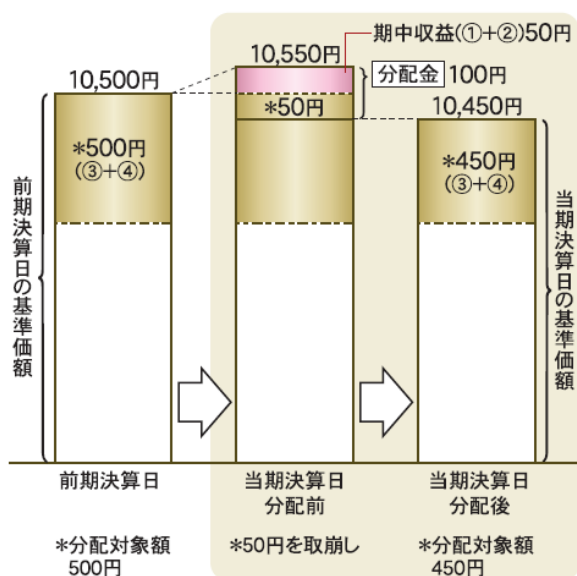 期中収益(①+②)50円
10,550円
分配金 100円
10,500円
*50円
10,450円
*500円
(③+④)
*450円
(③+④)
前期決算日の基準価額
当期決算日の基準価額
前期決算日
当期決算日
分配前
当期決算日
分配後
*分配対象額
500円
*50円を取崩し
*分配対象額
450円